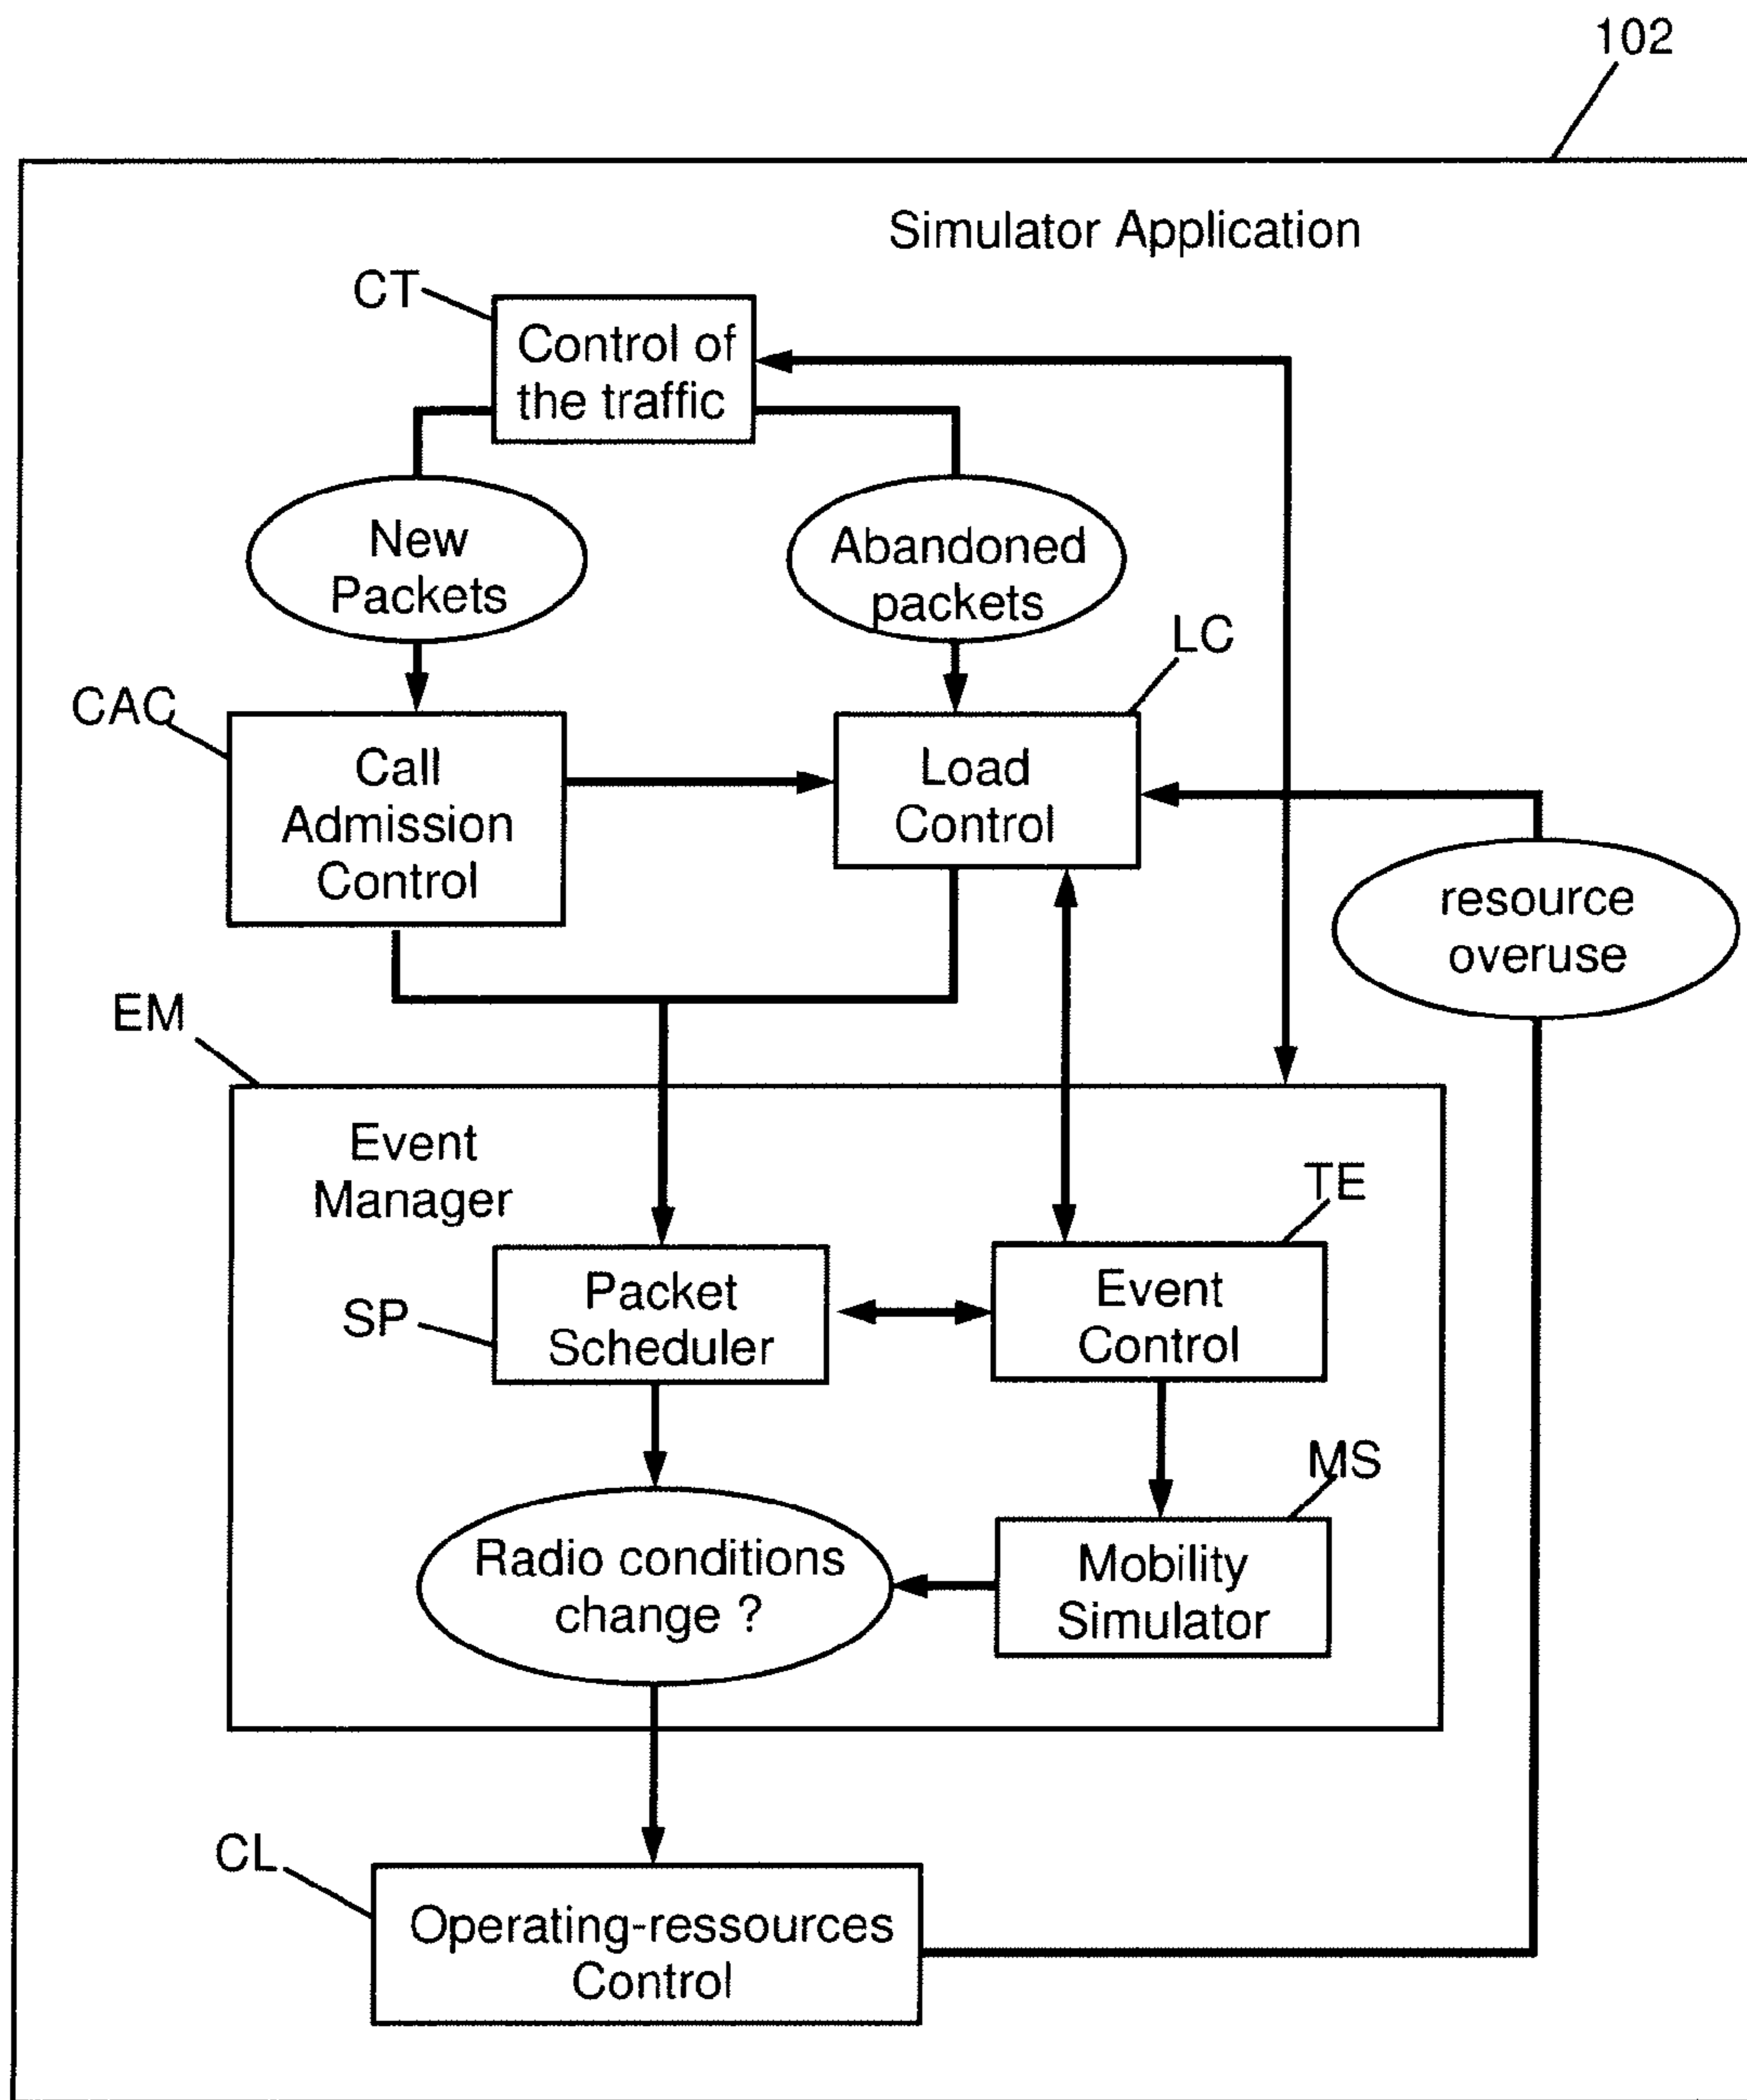 102
Simulator Application
CT
Control of
the traffic
New
Packets
Abandoned
packets
LC
CAC
Call
Admission
Control
Load
Control
resource
overuse
EM
Event
Manager
TE
Packet
Scheduler
SP
Event
Control
MS
Radio conditions
change ?
Mobility
Simulator
CL
Operating-ressources
Control